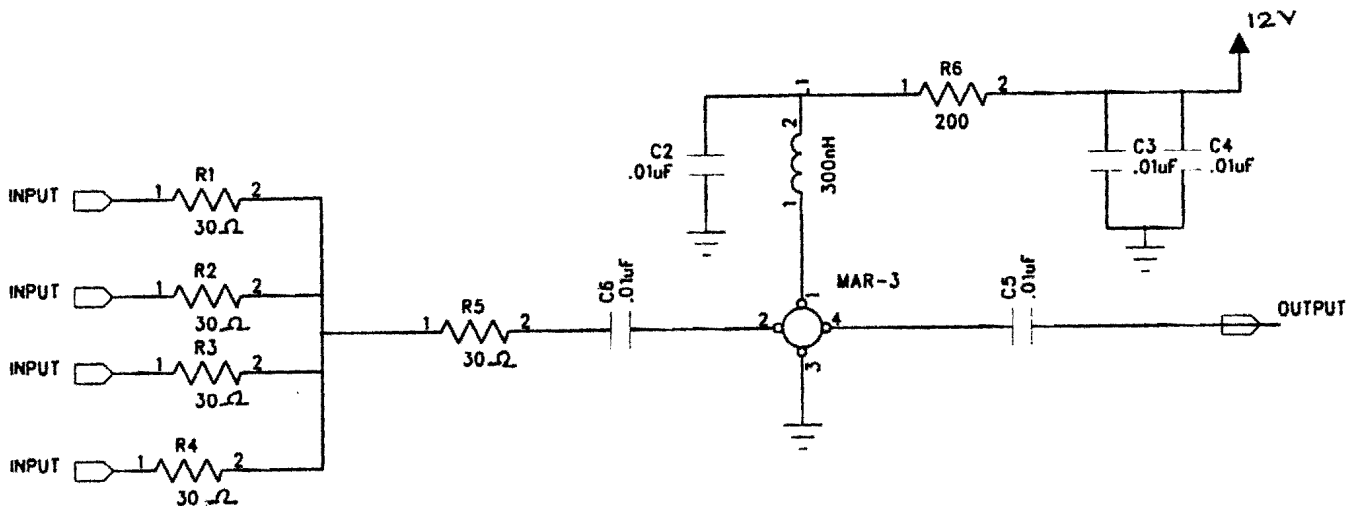 12V
R6
1 2
200
1
2
300nH
1
C2
.01uF
C3
.01uF
C4
.01uF
INPUT
R1
1 2
30Ω
INPUT
R2
1 2
30Ω
INPUT
R3
1 2
30Ω
INPUT
R4
1 2
30Ω
R5
1 2
30Ω
C6
.01uF
MAR-3
1
2
3
4
C5
.01uF
OUTPUT